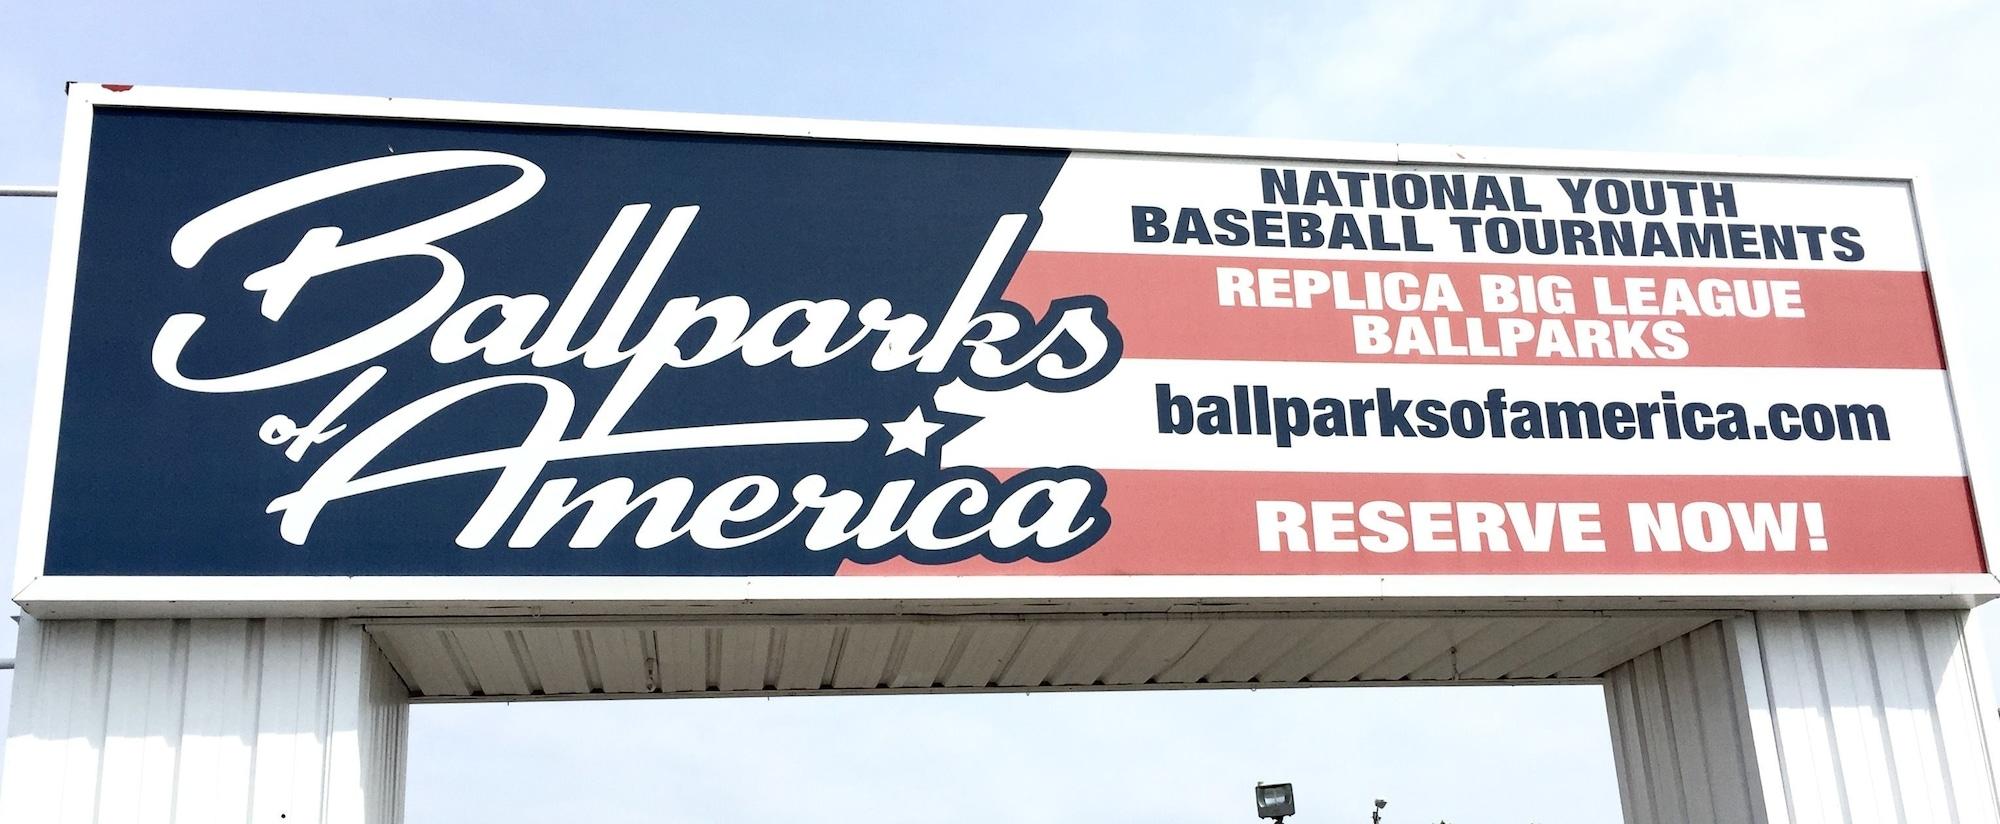 Ballparks
of America
NATIONAL YOUTH
BASEBALL TOURNAMENTS
REPLICA BIG LEAGUE
BALLPARKS
ballparksofamerica.com
RESERVE NOW!